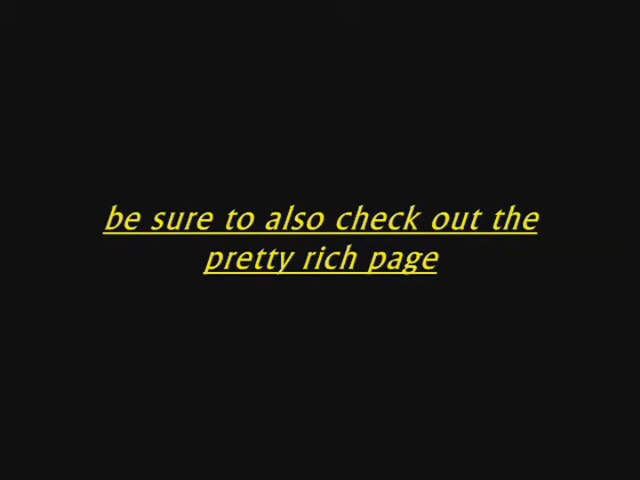 be sure to also check out the
pretty rich page